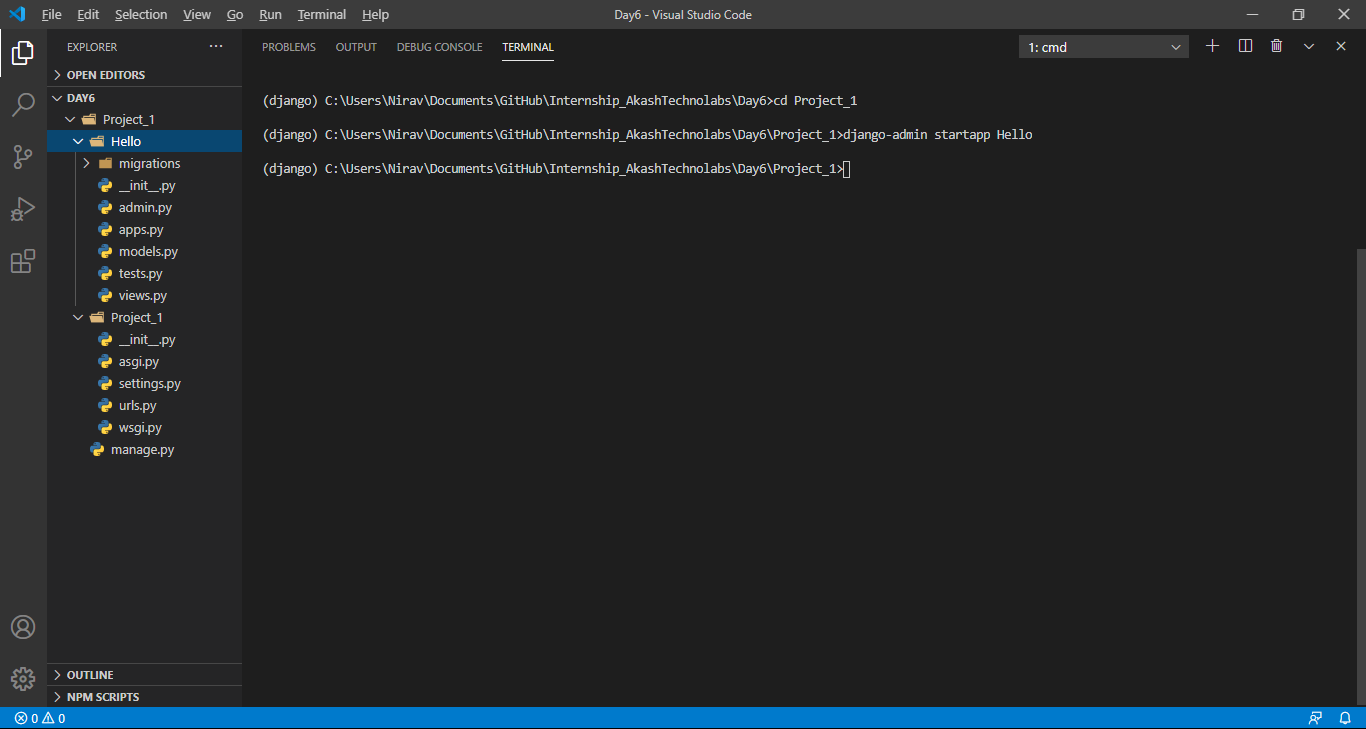 File Edit Selection View Go Run Terminal Help
Day6 - Visual Studio Code
EXPLORER
OPEN EDITORS
DAY6
Project_1
Hello
migrations
__init__.py
admin.py
apps.py
models.py
tests.py
views.py
Project_1
__init__.py
asgi.py
settings.py
urls.py
wsgi.py
manage.py
OUTLINE
NPM SCRIPTS
PROBLEMS OUTPUT DEBUG CONSOLE TERMINAL
1: cmd
(django) C:\Users\Nirav\Documents\GitHub\Internship_AkashTechnolabs\Day6>cd Project_1
(django) C:\Users\Nirav\Documents\GitHub\Internship_AkashTechnolabs\Day6\Project_1>django-admin startapp Hello
(django) C:\Users\Nirav\Documents\GitHub\Internship_AkashTechnolabs\Day6\Project_1>
0 0